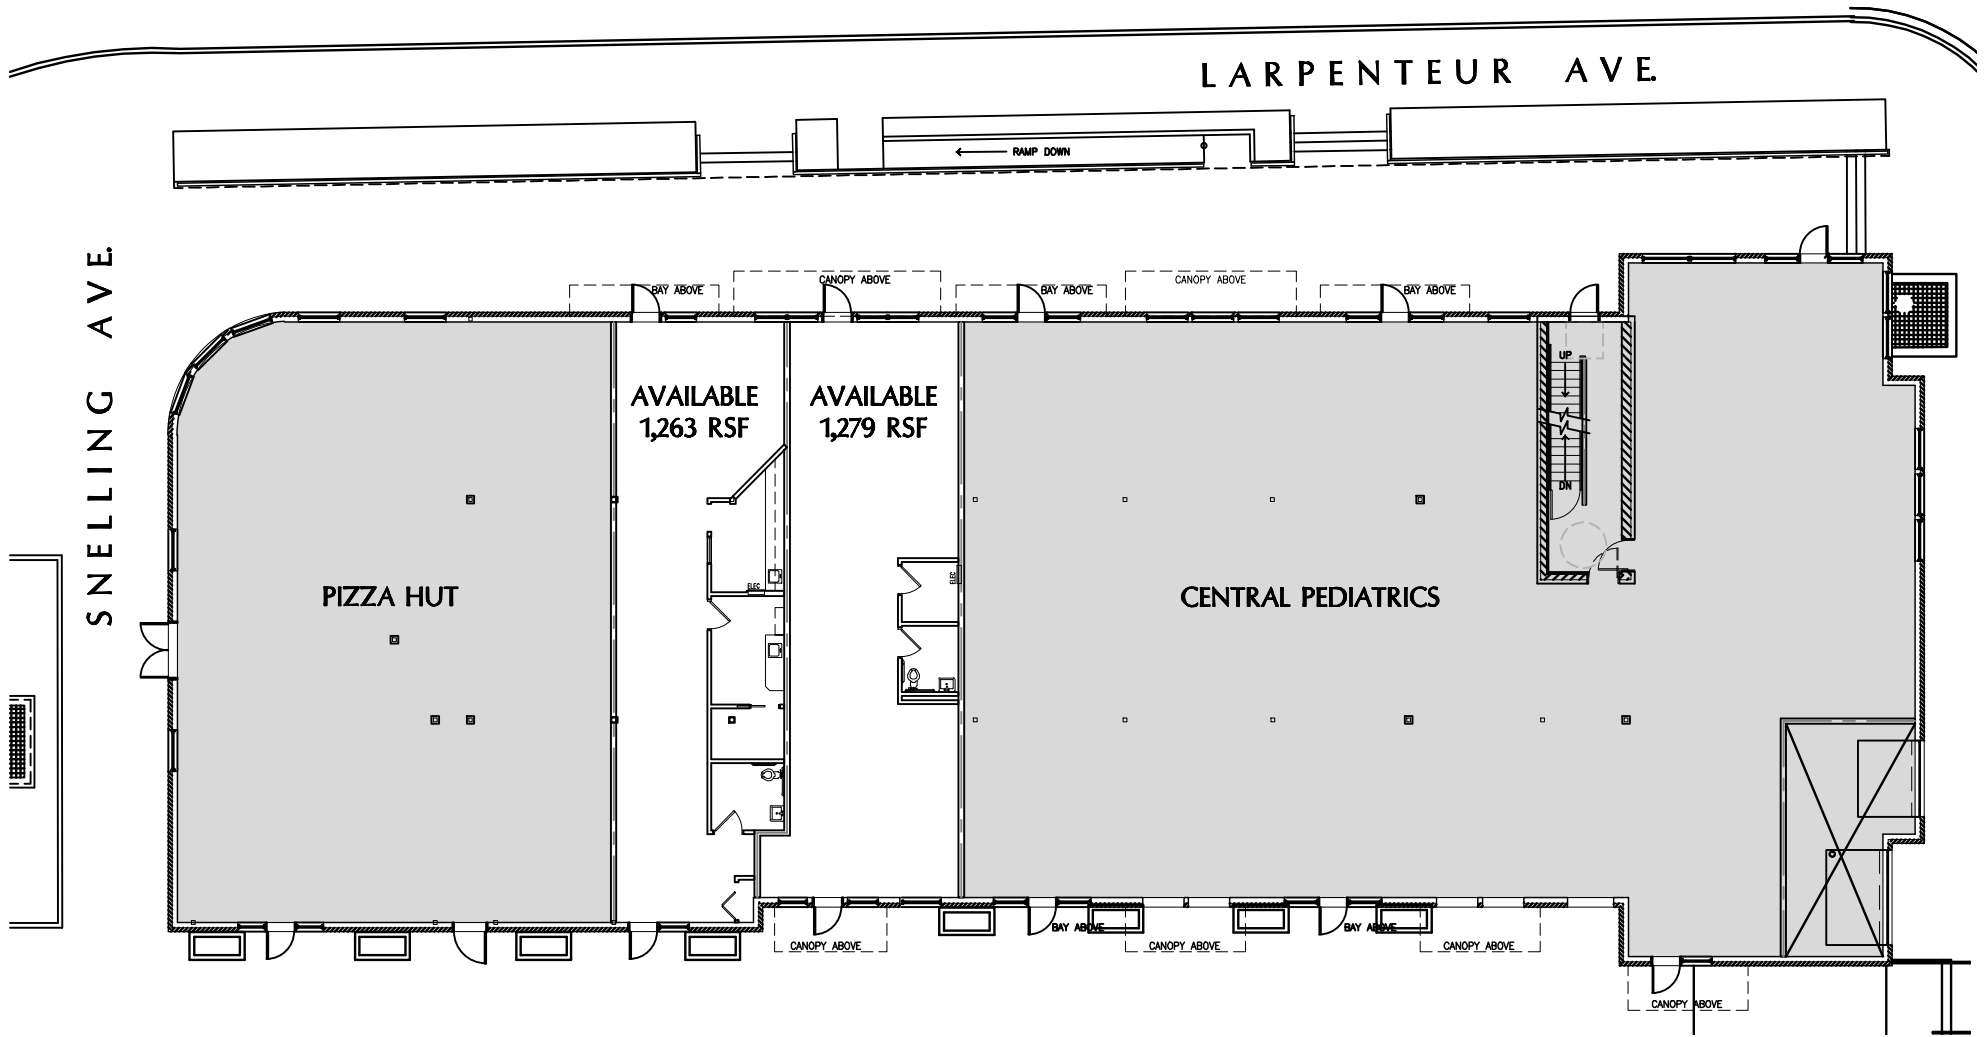 LARPENTEUR AVE.
RAMP DOWN
SNELLING AVE.
BAY ABOVE
CANOPY ABOVE
BAY ABOVE
CANOPY ABOVE
BAY ABOVE
UP
AVAILABLE
1,263 RSF
AVAILABLE
1,279 RSF
DN
ELEC
ELEC
PIZZA HUT
CENTRAL PEDIATRICS
BAY ABOVE
BAY ABOVE
CANOPY ABOVE
CANOPY ABOVE
CANOPY ABOVE
CANOPY ABOVE